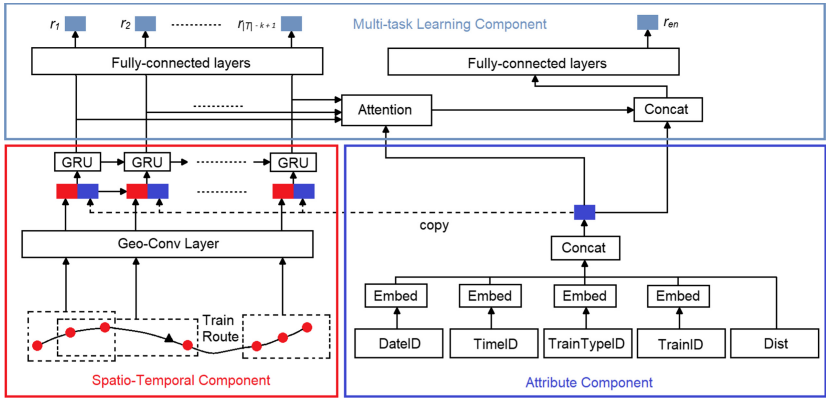 r1 r2 r|T|-k+1 Multi-task Learning Component ren
Fully-connected layers Fully-connected layers
Attention Concat
GRU GRU GRU
copy
Geo-Conv Layer Concat
Embed Embed Embed Embed
Train
Route
DateID TimeID TrainTypeID TrainID Dist
Spatio-Temporal Component Attribute Component